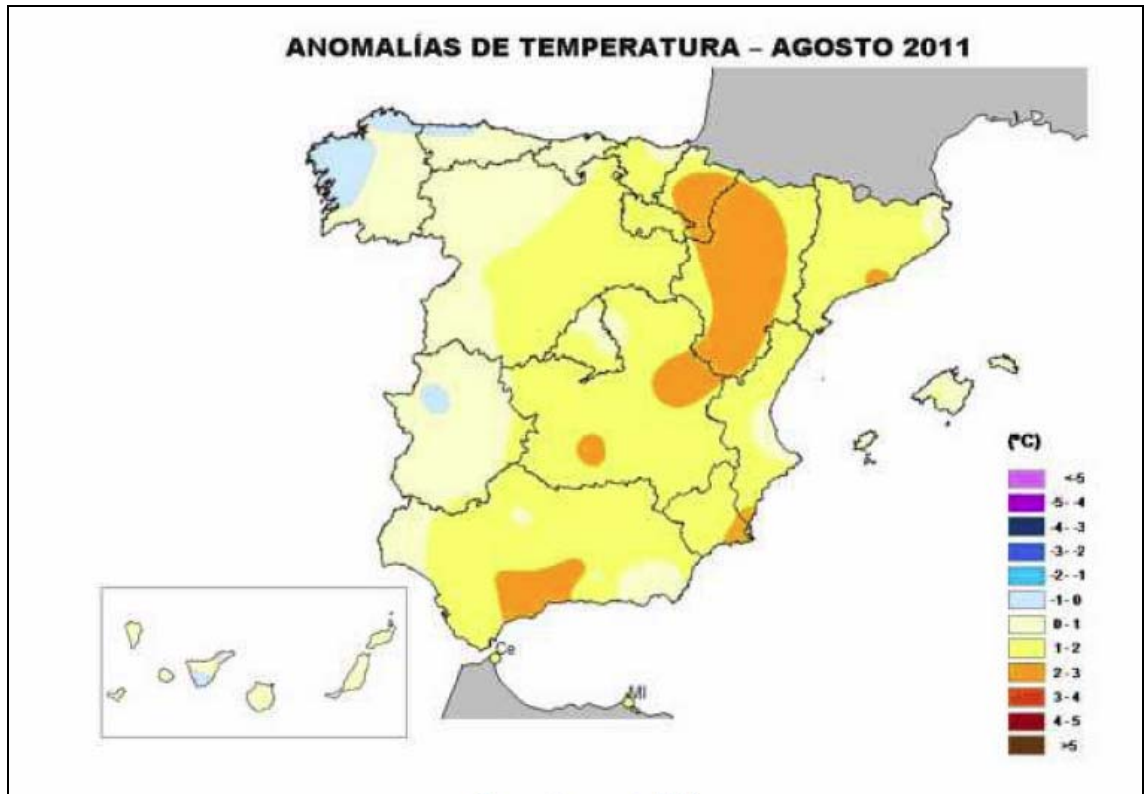 ANOMALÍAS DE TEMPERATURA – AGOSTO 2011
(ºC)
<-5
-5 - -4
-4 - -3
-3 - -2
-2 - -1
-1 - 0
0 - 1
1 - 2
2 - 3
3 - 4
4 - 5
>5
Ce
Ml